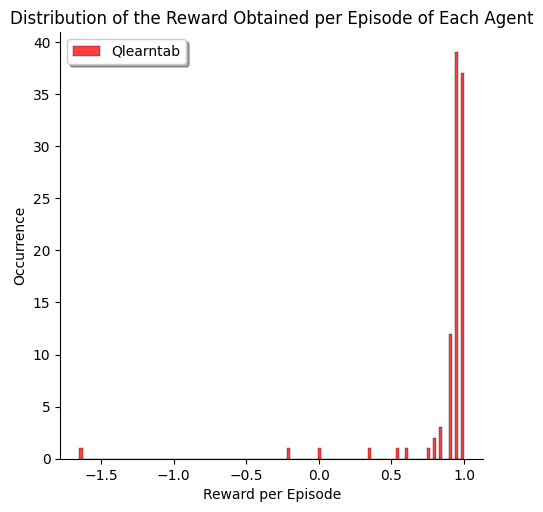 Distribution of the Reward Obtained per Episode of Each Agent
Qlearntab
Occurrence
40
35
30
25
20
15
10
5
0
−1.5 −1.0 −0.5 0.0 0.5 1.0
Reward per Episode